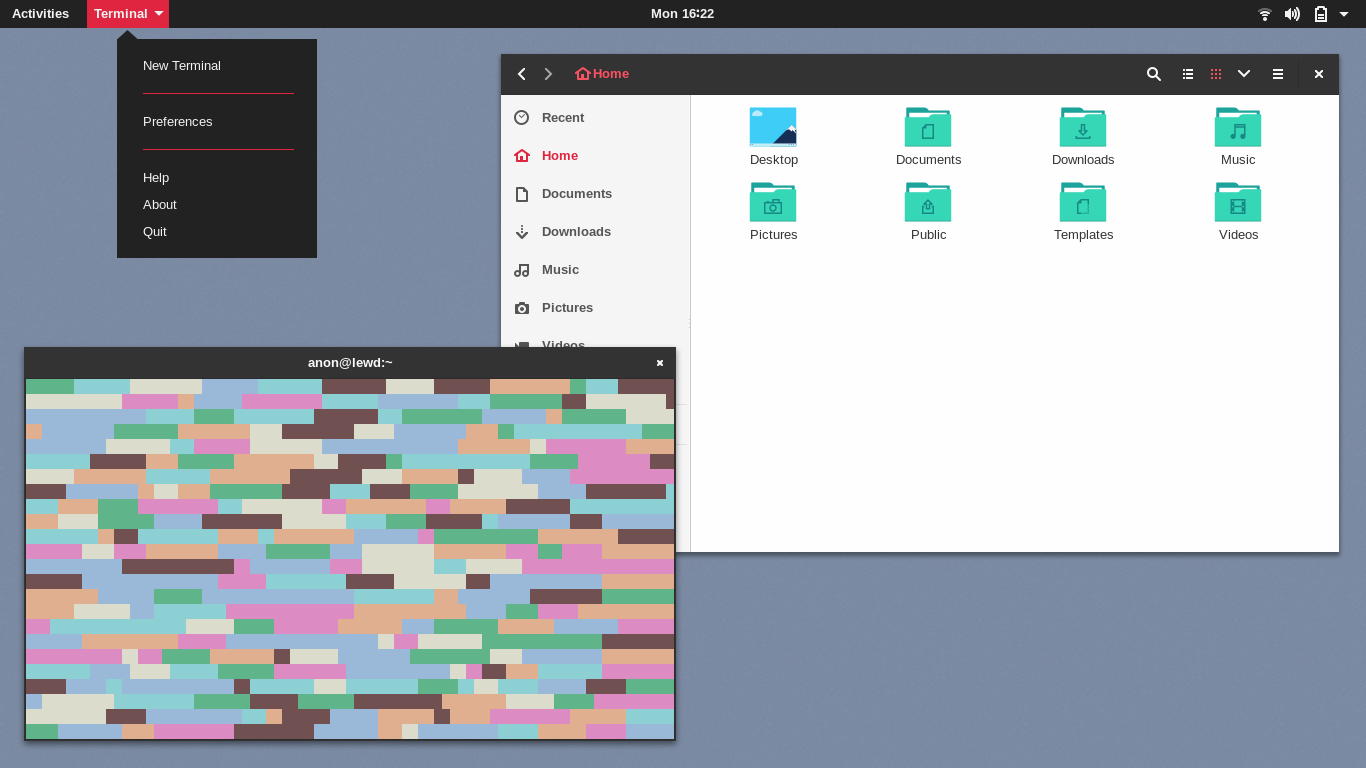 Activities
Terminal
Mon 16:22
New Terminal
Preferences
Help
About
Quit
Home
Recent
Home
Documents
Downloads
Music
Pictures
Videos
Desktop
Documents
Downloads
Music
Pictures
Public
Templates
Videos
anon@lewd:~